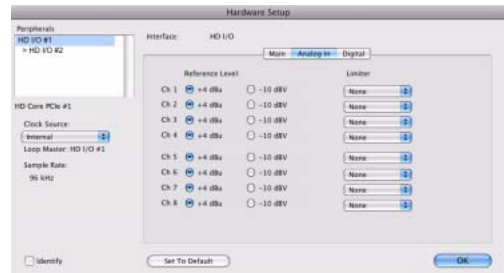 Hardware Setup
Peripherals
HD I/O #1
> HD I/O #2
HD Core PCIe #1
Clock Source:
Internal
Loop Master: HD I/O #1
Sample Rate:
96 kHz
Identify
Interface: HD I/O
Main Analog In Digital
Reference Level Limiter
Ch 1 +4 dBu -10 dBV None
Ch 2 +4 dBu -10 dBV None
Ch 3 +4 dBu -10 dBV None
Ch 4 +4 dBu -10 dBV None
Ch 5 +4 dBu -10 dBV None
Ch 6 +4 dBu -10 dBV None
Ch 7 +4 dBu -10 dBV None
Ch 8 +4 dBu -10 dBV None
Set To Default
OK